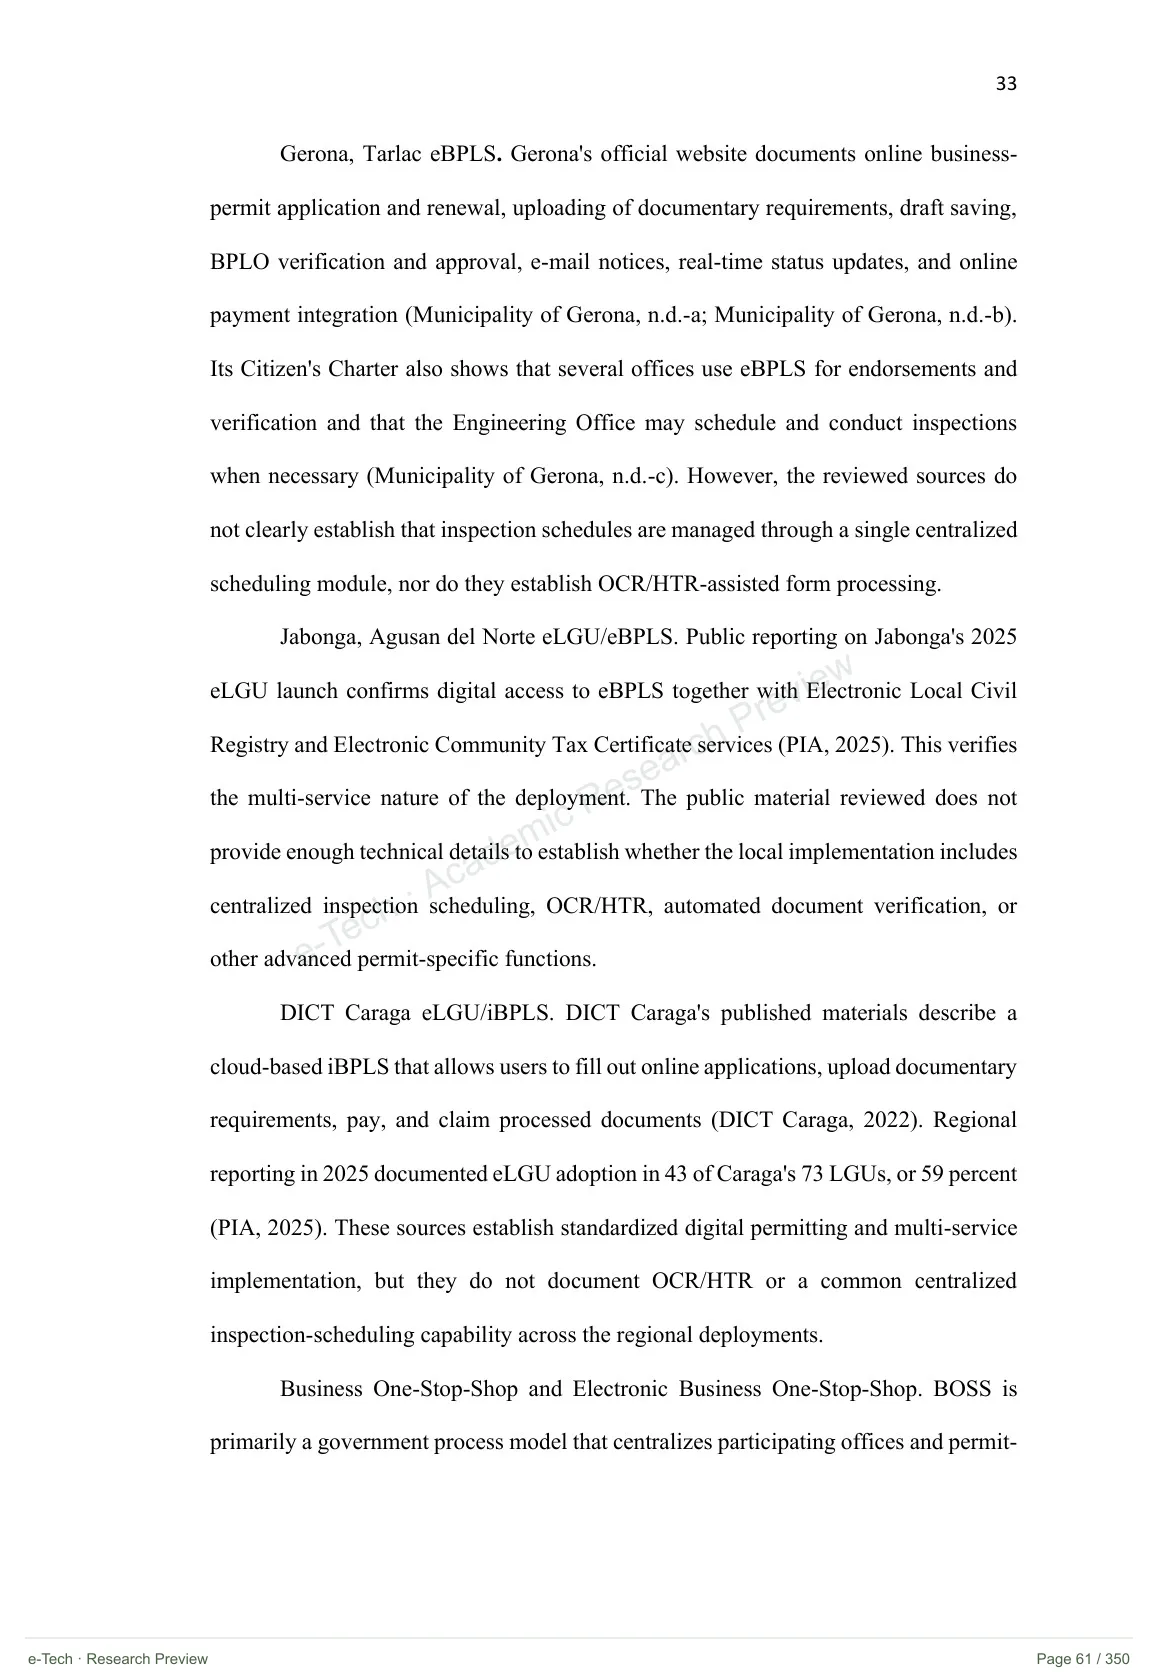 33
Gerona, Tarlac eBPLS. Gerona's official website documents online business-
permit application and renewal, uploading of documentary requirements, draft saving,
BPLO verification and approval, e-mail notices, real-time status updates, and online
payment integration (Municipality of Gerona, n.d.-a; Municipality of Gerona, n.d.-b).
Its Citizen's Charter also shows that several offices use eBPLS for endorsements and
verification and that the Engineering Office may schedule and conduct inspections
when necessary (Municipality of Gerona, n.d.-c). However, the reviewed sources do
not clearly establish that inspection schedules are managed through a single centralized
scheduling module, nor do they establish OCR/HTR-assisted form processing.
Jabonga, Agusan del Norte eLGU/eBPLS. Public reporting on Jabonga's 2025
eLGU launch confirms digital access to eBPLS together with Electronic Local Civil
Registry and Electronic Community Tax Certificate services (PIA, 2025). This verifies
the multi-service nature of the deployment. The public material reviewed does not
provide enough technical details to establish whether the local implementation includes
centralized inspection scheduling, OCR/HTR, automated document verification, or
other advanced permit-specific functions.
DICT Caraga eLGU/iBPLS. DICT Caraga's published materials describe a
cloud-based iBPLS that allows users to fill out online applications, upload documentary
requirements, pay, and claim processed documents (DICT Caraga, 2022). Regional
reporting in 2025 documented eLGU adoption in 43 of Caraga's 73 LGUs, or 59 percent
(PIA, 2025). These sources establish standardized digital permitting and multi-service
implementation, but they do not document OCR/HTR or a common centralized
inspection-scheduling capability across the regional deployments.
Business One-Stop-Shop and Electronic Business One-Stop-Shop. BOSS is
primarily a government process model that centralizes participating offices and permit-
e-Tech · Academic Research Preview
e-Tech · Research Preview
Page 61 / 350